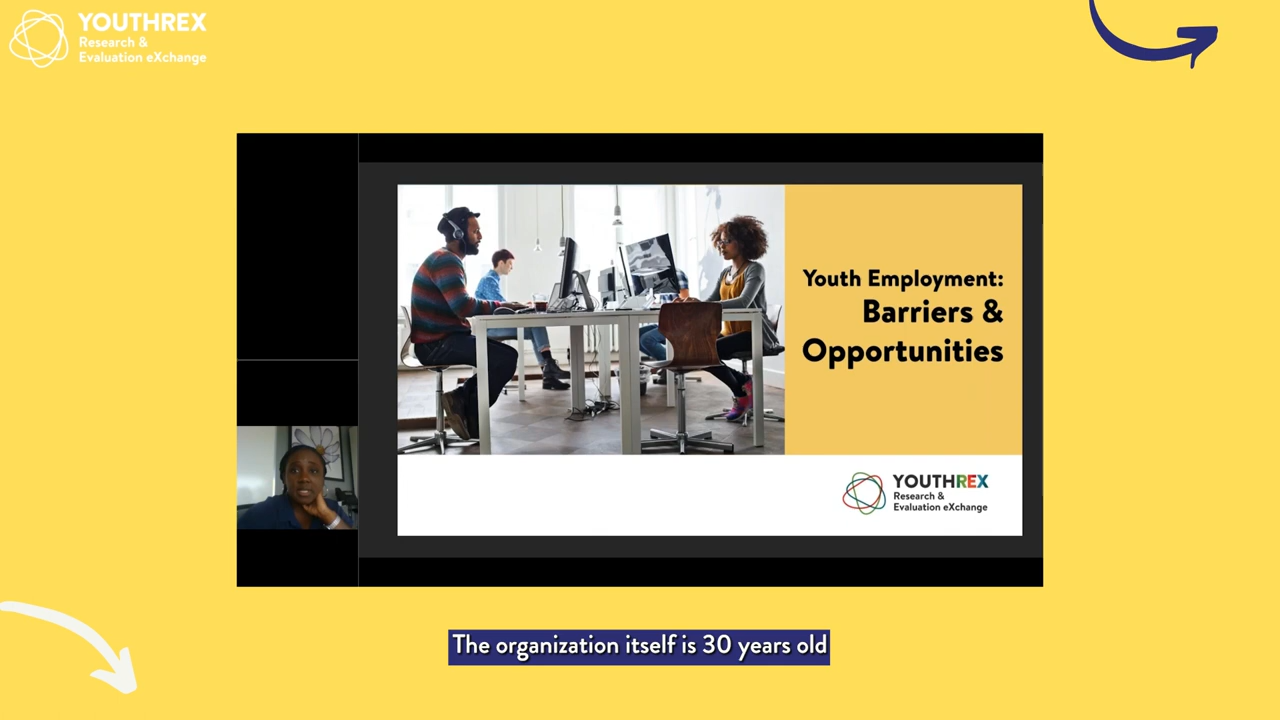 YOUTHREX
Research &
Evaluation eXchange
Youth Employment:
Barriers &
Opportunities
YOUTHREX
Research &
Evaluation eXchange
The organization itself is 30 years old